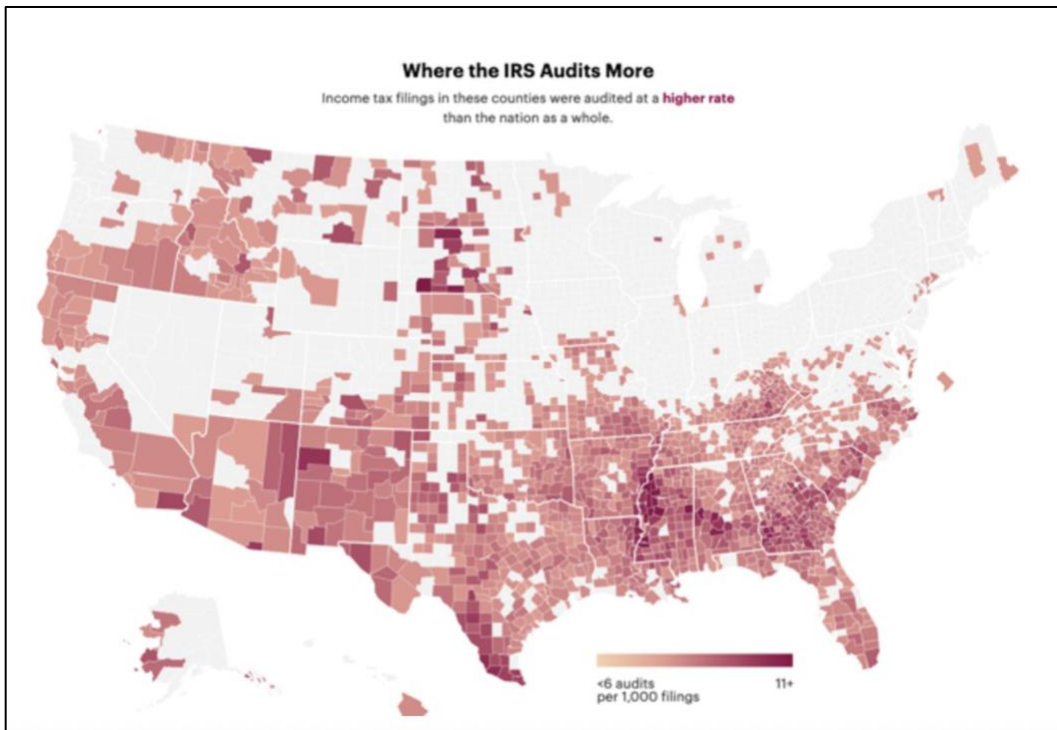 Where the IRS Audits More
Income tax filings in these counties were audited at a higher rate
than the nation as a whole.
<6 audits
per 1,000 filings
11+